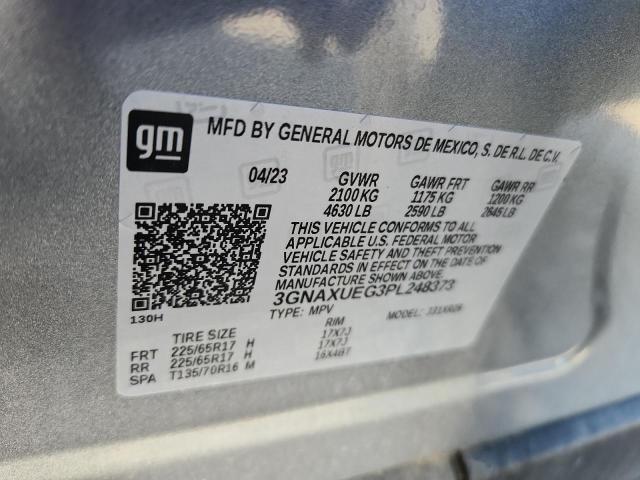 gm
MFD BY GENERAL MOTORS DE MEXICO, S. DE R.L. DE C.V.
04/23 GVWR GAWR FRT GAWR RR
2100 KG 1175 KG 1200 KG
4630 LB 2590 LB 2645 LB
THIS VEHICLE CONFORMS TO ALL
APPLICABLE U.S. FEDERAL MOTOR
VEHICLE SAFETY AND THEFT PREVENTION
STANDARDS IN EFFECT ON THE DATE OF
MANUFACTURE SHOWN ABOVE.
3GNAXUEG3PL248373
130H
TYPE: MPV MODEL:
TIRE SIZE RIM
FRT 225/65R17 H 17X7J
RR 225/65R17 H 17X7J
SPA T135/70R16 M 16X4BT